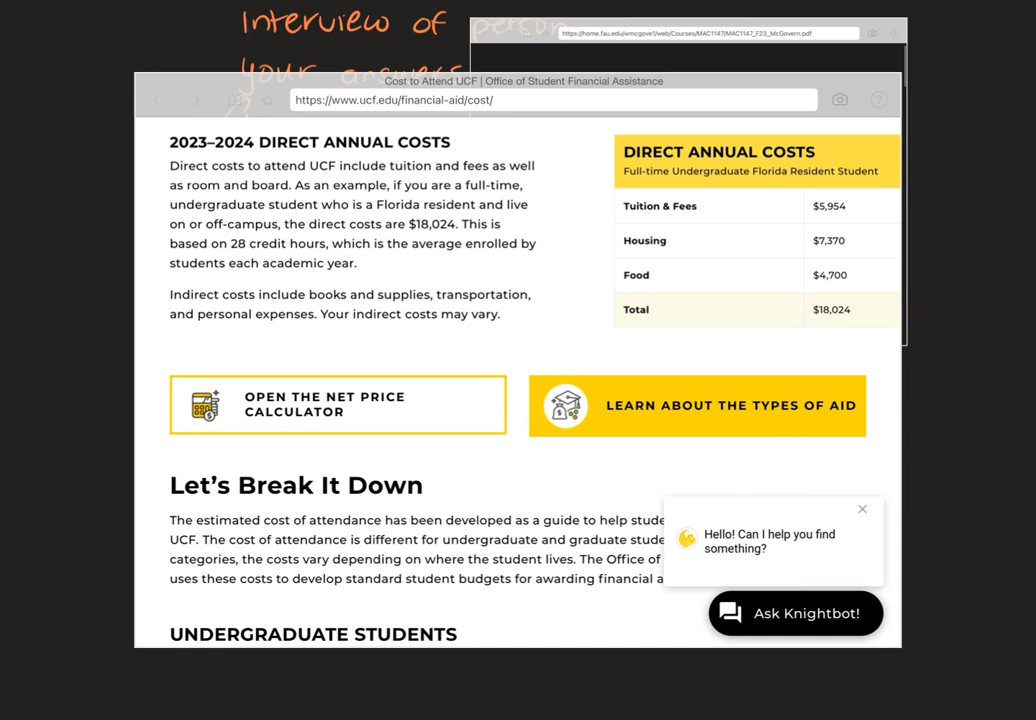 Interview of person
https://home.fau.edu/wmcgove1/web/Courses/MAC1147/MAC1147_F23_McGovern.pdf
your answers
Cost to Attend UCF | Office of Student Financial Assistance
https://www.ucf.edu/financial-aid/cost/
2023–2024 DIRECT ANNUAL COSTS
Direct costs to attend UCF include tuition and fees as well
as room and board. As an example, if you are a full-time,
undergraduate student who is a Florida resident and live
on or off-campus, the direct costs are $18,024. This is
based on 28 credit hours, which is the average enrolled by
students each academic year.
Indirect costs include books and supplies, transportation,
and personal expenses. Your indirect costs may vary.
DIRECT ANNUAL COSTS
Full-time Undergraduate Florida Resident Student
Tuition & Fees $5,954
Housing $7,370
Food $4,700
Total $18,024
OPEN THE NET PRICE
CALCULATOR
LEARN ABOUT THE TYPES OF AID
Let's Break It Down
The estimated cost of attendance has been developed as a guide to help stude
UCF. The cost of attendance is different for undergraduate and graduate stude
categories, the costs vary depending on where the student lives. The Office of
uses these costs to develop standard student budgets for awarding financial a
Hello! Can I help you find
something?
Ask Knightbot!
UNDERGRADUATE STUDENTS